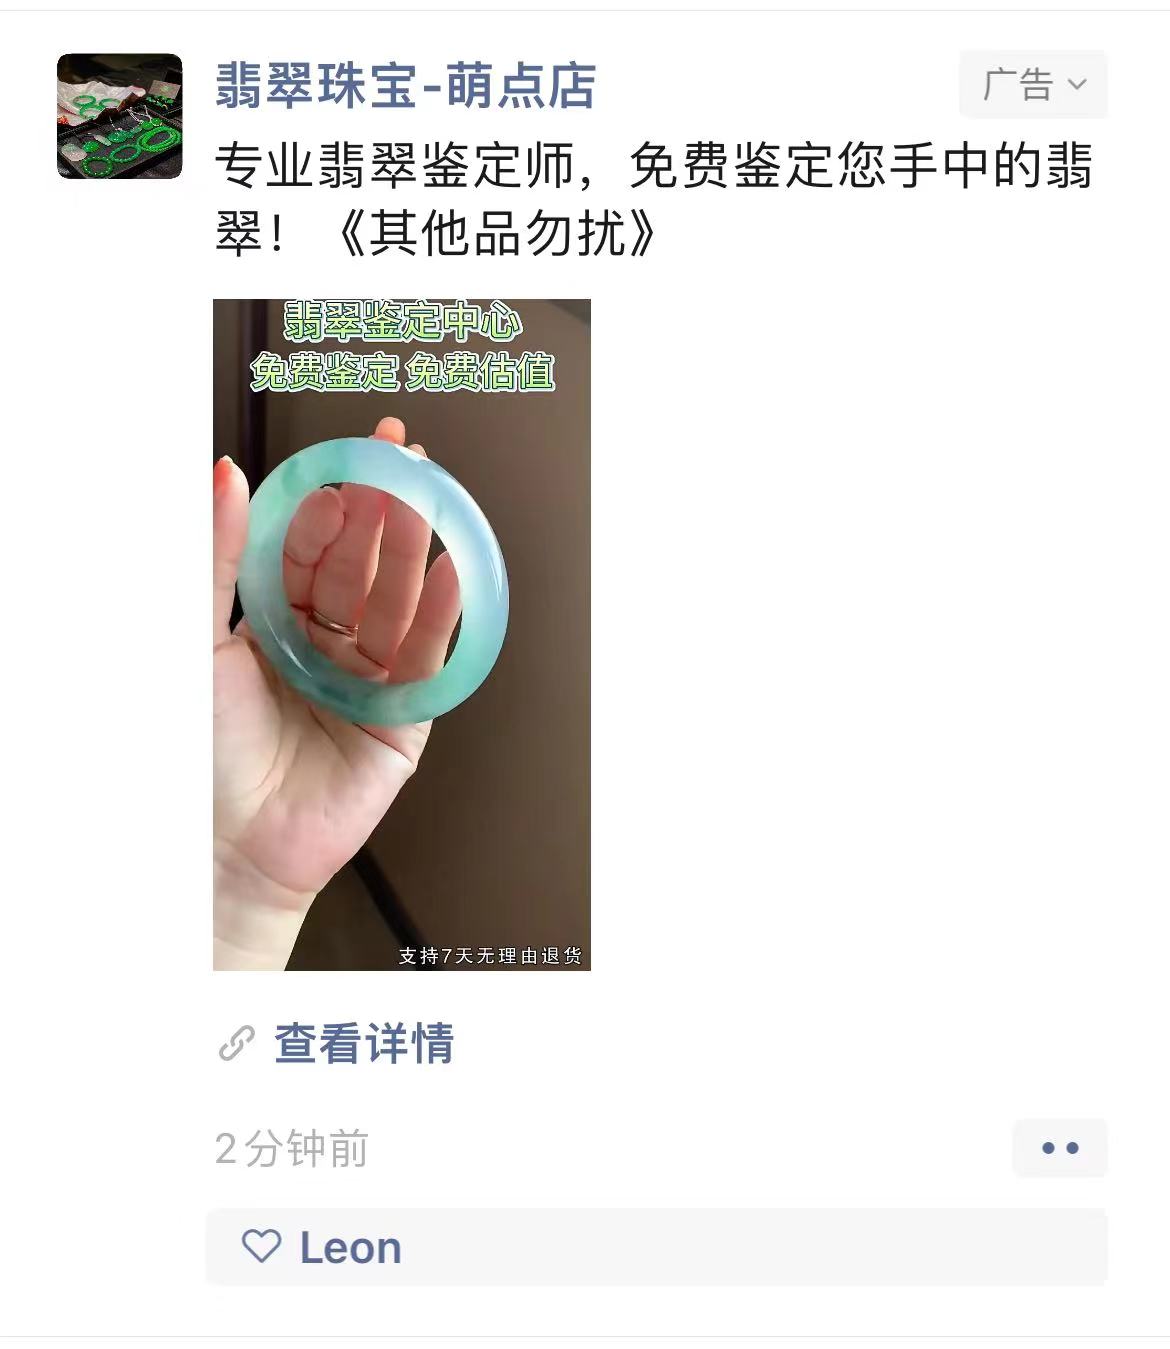 翡翠珠宝-萌点店
广告
专业翡翠鉴定师，免费鉴定您手中的翡
翠！《其他品勿扰》
翡翠鉴定中心
免费鉴定 免费估值
支持7天无理由退货
查看详情
2分钟前
Leon